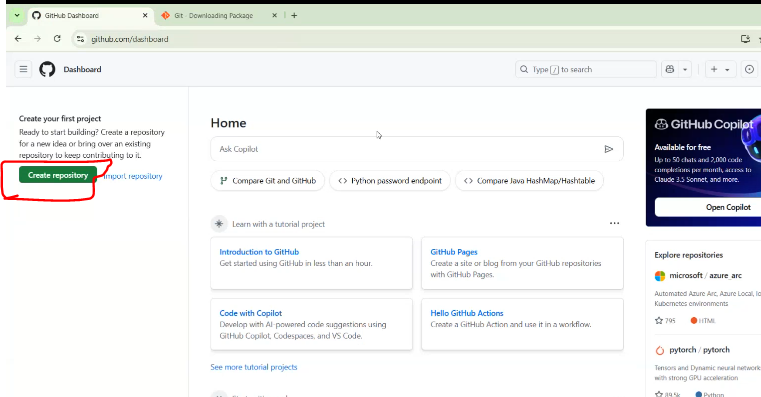 GitHub Dashboard
Git - Downloading Package
github.com/dashboard
Dashboard
Type / to search
Create your first project
Ready to start building? Create a repository
for a new idea or bring over an existing
repository to keep contributing to it.
Create repository
Import repository
Home
Ask Copilot
Compare Git and GitHub
Python password endpoint
Compare Java HashMap/Hashtable
Learn with a tutorial project
Introduction to GitHub
Get started using GitHub in less than an hour.
GitHub Pages
Create a site or blog from your GitHub repositories
with GitHub Pages.
Code with Copilot
Develop with AI-powered code suggestions using
GitHub Copilot, Codespaces, and VS Code.
Hello GitHub Actions
Create a GitHub Action and use it in a workflow.
See more tutorial projects
GitHub Copilot
Available for free
Up to 50 chats and 2,000 code
completions per month, access to
Claude 3.5 Sonnet, and more.
Open Copilot
Explore repositories
microsoft / azure_arc
Automated Azure Arc, Azure Local,
Kubernetes environments
795
HTML
pytorch / pytorch
Tensors and Dynamic neural network
with strong GPU acceleration
89.5k
Python